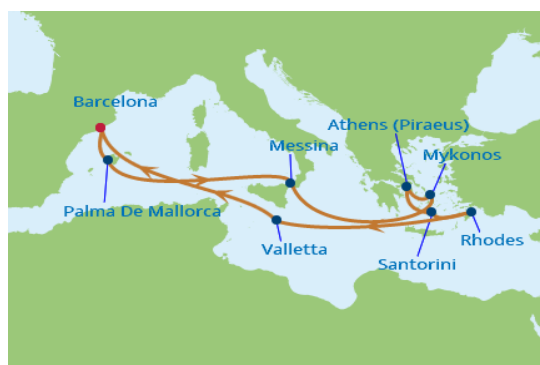 Barcelona
Athens (Piraeus)
Messina
Mykonos
Palma De Mallorca
Valletta
Rhodes
Santorini